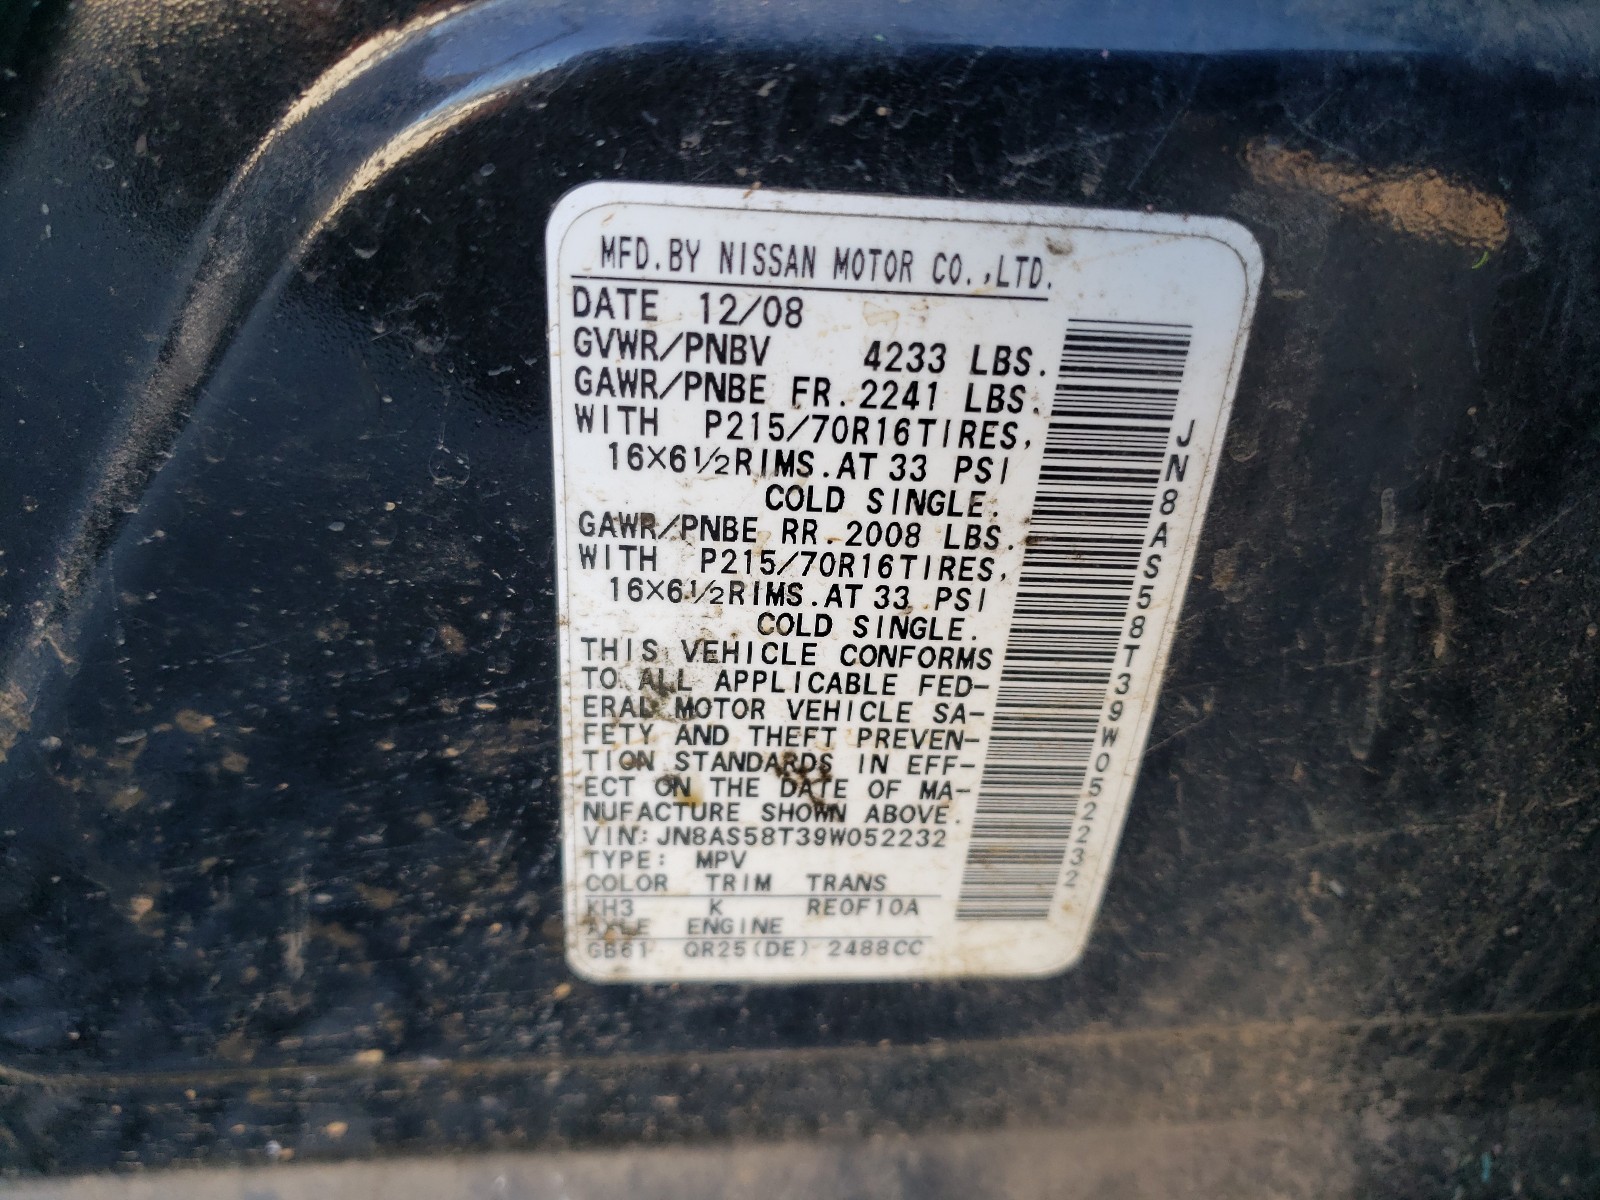 MFD.BY NISSAN MOTOR CO.,LTD.
DATE 12/08
GVWR/PNBV 4233 LBS.
GAWR/PNBE FR. 2241 LBS.
WITH P215/70R16TIRES,
16X6½RIMS.AT 33 PSI
COLD SINGLE.
GAWR/PNBE RR 2008 LBS.
WITH P215/70R16TIRES,
16X6½RIMS.AT 33 PSI
COLD SINGLE.
THIS VEHICLE CONFORMS
TO ALL APPLICABLE FED-
ERAL MOTOR VEHICLE SA-
FETY AND THEFT PREVEN-
TION STANDARDS IN EFF-
ECT ON THE DATE OF MA-
NUFACTURE SHOWN ABOVE.
VIN:JN8AS58T39W052232
TYPE: MPV
COLOR TRIM TRANS
KH3 K RE0F10A
AXLE ENGINE
GB61 QR25(DE) 2488CC
JN8AS58T39W052232